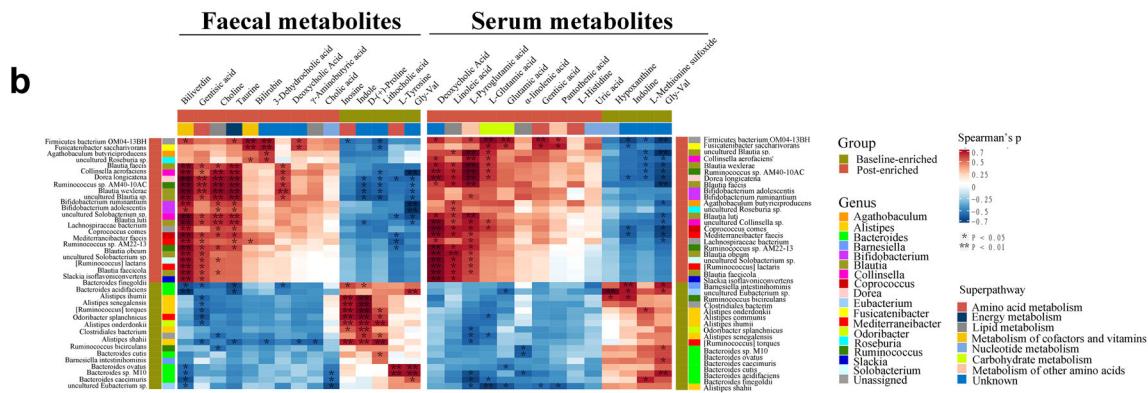 Faecal metabolites
Serum metabolites
b
Biliverdin
Gentisic acid
Choline
Taurine
Bilirubin
3-Dehydrocholic acid
Deoxycholic Acid
γ-Aminobutyric acid
Cholic acid
Inosine
Indole
D-(+)-Proline
Lithocholic acid
L-Tyrosine
Gly-Val
Deoxycholic Acid
Linoleic acid
L-Pyroglutamic acid
L-Glutamic acid
Glutamic acid
α-linolenic acid
Gentisic acid
Pantothenic acid
L-Histidine
Uric acid
Hypoxanthine
Indoline
L-Methionine sulfoxide
Gly-Val
Firmicutes bacterium OM04-13BH
Fusicatenibacter saccharivorans
Agathobaculum butyriciproducens
uncultured Roseburia sp.
Blautia faecis
Collinsella aerofaciens
Dorea longicatena
Ruminococcus sp. AM40-10AC
Blautia wexlerae
uncultured Blautia sp.
Bifidobacterium ruminantium
Bifidobacterium adolescentis
uncultured Solobacterium sp.
Blautia luti
Lachnospiraceae bacterium
Coprococcus comes
Mediterraneibacter faecis
Ruminococcus sp. AM22-13
Blautia obeum
uncultured Solobacterium sp.
[Ruminococcus] lactaris
Blautia faecicola
Slackia isoflavoniconvertens
Bacteroides finegoldii
Bacteroides acidifaciens
Alistipes ihumii
Alistipes senegalensis
[Ruminococcus] torques
Odoribacter splanchnicus
Alistipes onderdonkii
Clostridiales bacterium
Alistipes shahii
Ruminococcus bicirculans
Bacteroides cutis
Barnesiella intestinihominis
Bacteroides ovatus
Bacteroides sp. M10
Bacteroides caecimuris
uncultured Eubacterium sp.
Firmicutes bacterium OM04-13BH
Fusicatenibacter saccharivorans
uncultured Blautia sp.
Collinsella aerofaciens'
Blautia wexlerae
Ruminococcus sp. AM40-10AC
Dorea longicatena
Blautia faecis
Bifidobacterium adolescentis
Bifidobacterium ruminantium
Agathobaculum butyriciproducens
uncultured Roseburia sp.
Blautia luti
uncultured Collinsella sp.
Coprococcus comes
Mediterraneibacter faecis
Lachnospiraceae bacterium
Ruminococcus sp. AM22-13
Blautia obeum
uncultured Solobacterium sp.
[Ruminococcus] lactaris
Blautia faecicola
Slackia isoflavoniconvertens
Barnesiella intestinihominis
uncultured Eubacterium sp.
Ruminococcus bicirculans
Clostridiales bacterium
Alistipes onderdonkii
Alistipes communis
Alistipes ihumii
Odoribacter splanchnicus
Alistipes senegalensis
[Ruminococcus] torques
Bacteroides sp. M10
Bacteroides ovatus
Bacteroides caecimuris
Bacteroides cutis
Bacteroides acidifaciens
Bacteroides finegoldii
Alistipes shahii
Group
Baseline-enriched
Post-enriched
Genus
Agathobaculum
Alistipes
Bacteroides
Barnesiella
Bifidobacterium
Blautia
Collinsella
Coprococcus
Dorea
Eubacterium
Fusicatenibacter
Mediterraneibacter
Odoribacter
Roseburia
Ruminococcus
Slackia
Solobacterium
Unassigned
Spearman's p
0.7
0.5
0
-0.5
-0.75
* P < 0.05
** P < 0.01
Superpathway
Amino acid metabolism
Energy metabolism
Lipid metabolism
Metabolism of cofactors and vitamins
Nucleotide metabolism
Carbohydrate metabolism
Metabolism of other amino acids
Unknown